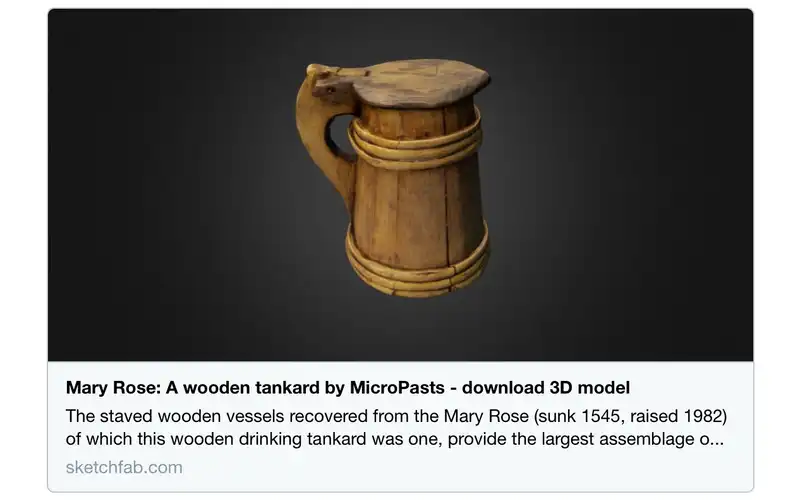 Mary Rose: A wooden tankard by MicroPasts - download 3D model
The staved wooden vessels recovered from the Mary Rose (sunk 1545, raised 1982)
of which this wooden drinking tankard was one, provide the largest assemblage o...
sketchfab.com